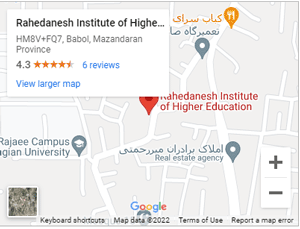 Rahedanesh Institute of Highe...
HM8V+FQ7, Babol, Mazandaran
Province
4.3
6 reviews
View larger map
کباب سرای
تعمیرگاه
Rahedanesh Institute
of Higher Education
Rajaee Campus
gian University
املاک برادران میررحمتی
Real estate agency
+
−
Google
Keyboard shortcuts
Map data ©2022
Terms of Use
Report a map error